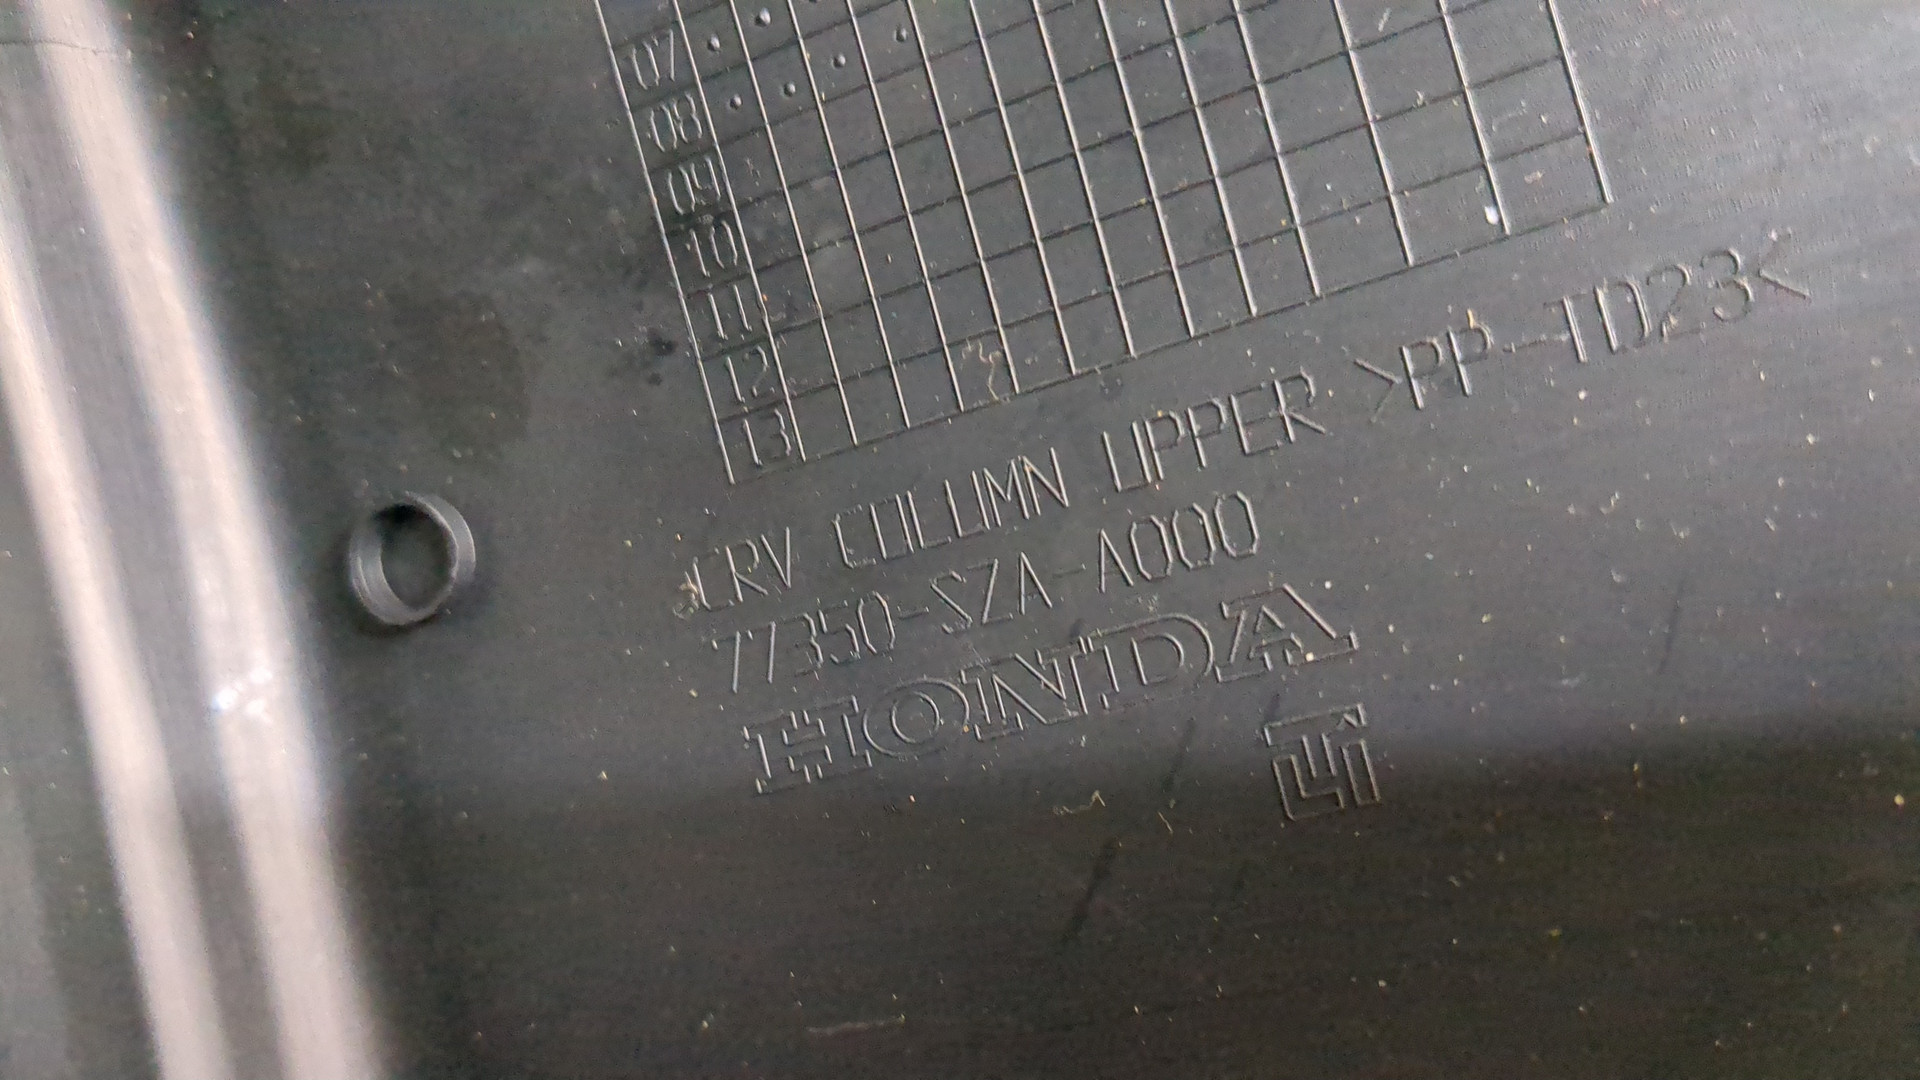 07
08
09
10
11
12
13
CRV COLUMN UPPER >PP-TD23<
77350-SZA-A000
HONDA